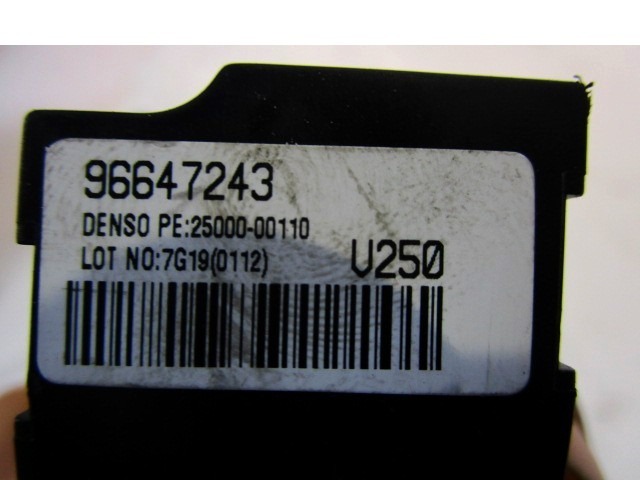 96647243
DENSO PE:25000-00110
LOT NO:7G19(0112) V250